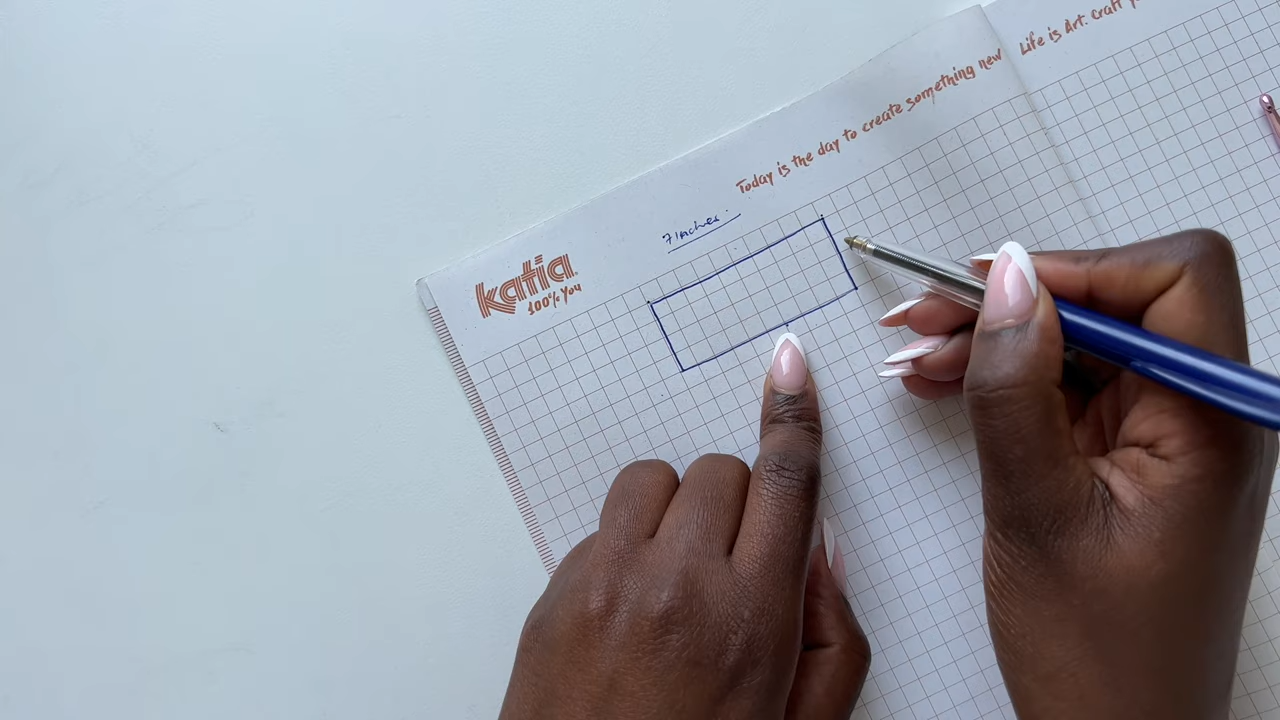 Life is Art. craft
Today is the day to create something new
7 Inches.
katia
100% You